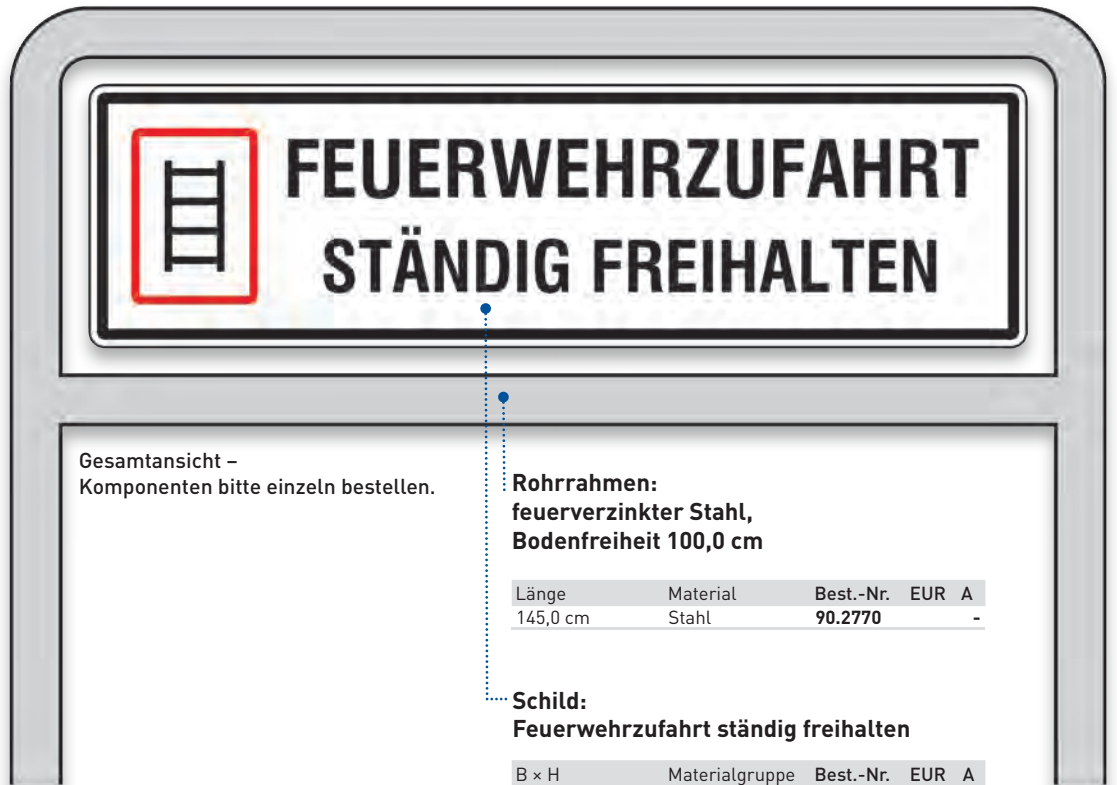 FEUERWEHRZUFAHRT
STÄNDIG FREIHALTEN
Gesamtansicht –
Komponenten bitte einzeln bestellen.
Rohrrahmen:
feuerverzinkter Stahl,
Bodenfreiheit 100,0 cm
Länge Material Best.-Nr. EUR A
145,0 cm Stahl 90.2770 -
Schild:
Feuerwehrzufahrt ständig freihalten
B × H Materialgruppe Best.-Nr. EUR A